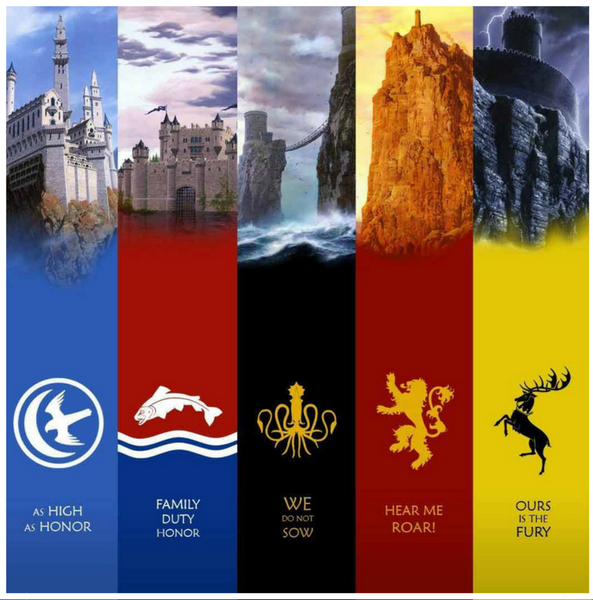 AS HIGH
AS HONOR
FAMILY
DUTY
HONOR
WE
DO NOT
SOW
HEAR ME
ROAR!
OURS
IS THE
FURY